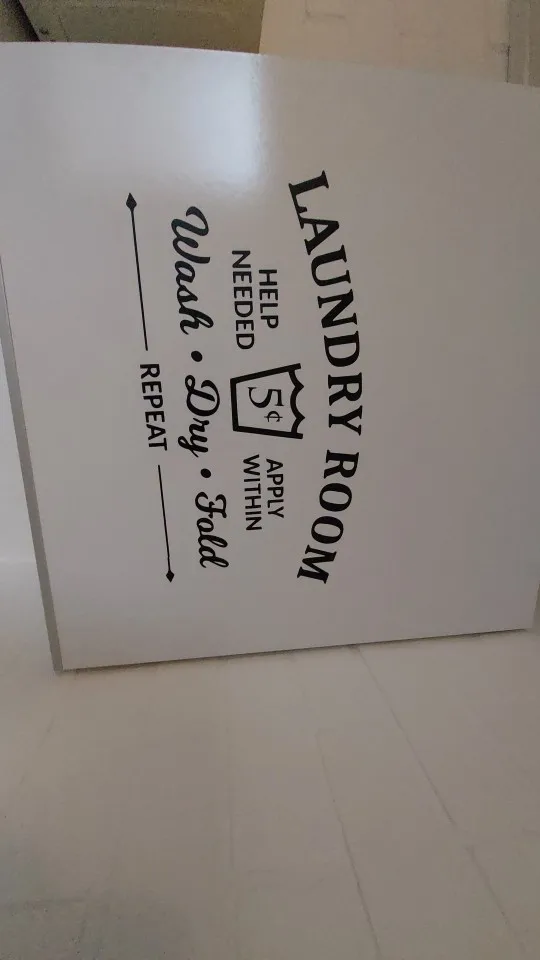 LAUNDRY ROOM
HELP NEEDED
5¢
APPLY WITHIN
Wash • Dry • Fold
REPEAT